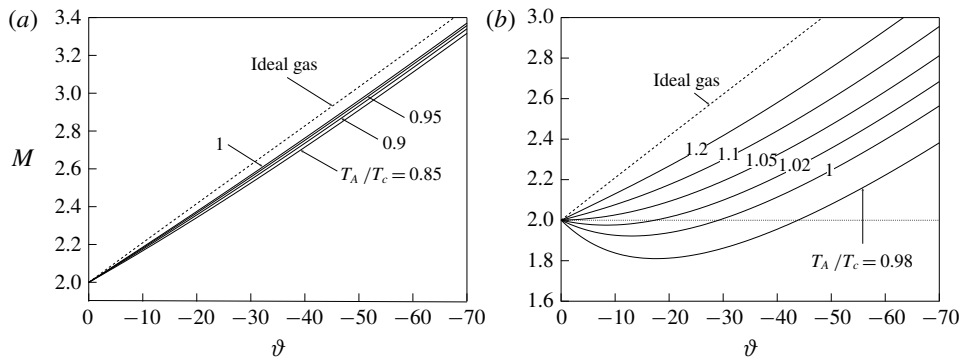 (a)
3.4
3.2
3.0
2.8
2.6
2.4
2.2
2.0
M
Ideal gas
1
0.95
0.9
T_A/T_c = 0.85
0 −10 −20 −30 −40 −50 −60 −70
ϑ
(b)
3.0
2.8
2.6
2.4
2.2
2.0
1.8
1.6
Ideal gas
1.2
1.1
1.05
1.02
1
T_A/T_c = 0.98
0 −10 −20 −30 −40 −50 −60 −70
ϑ